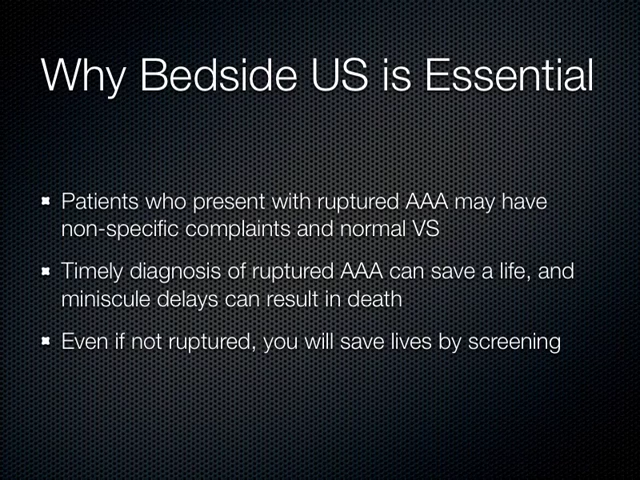 Why Bedside US is Essential
Patients who present with ruptured AAA may have
non-specific complaints and normal VS
Timely diagnosis of ruptured AAA can save a life, and
miniscule delays can result in death
Even if not ruptured, you will save lives by screening